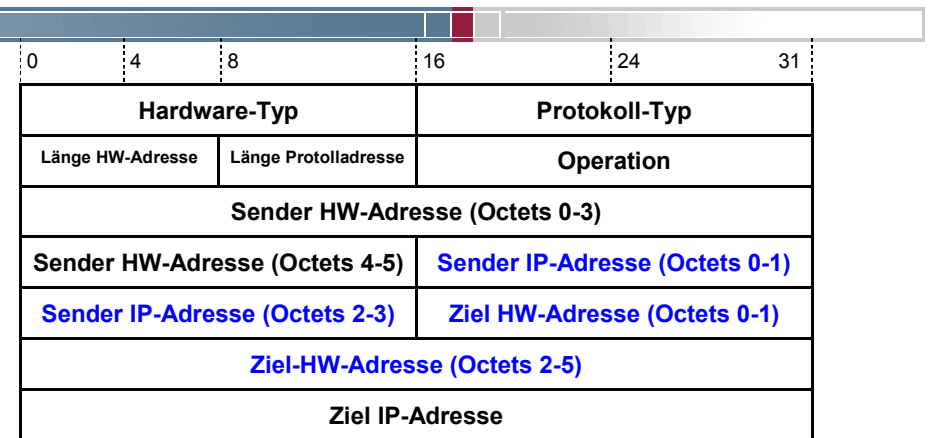 0 4 8 16 24 31
Hardware-Typ Protokoll-Typ
Länge HW-Adresse Länge Protolladresse Operation
Sender HW-Adresse (Octets 0-3)
Sender HW-Adresse (Octets 4-5) Sender IP-Adresse (Octets 0-1)
Sender IP-Adresse (Octets 2-3) Ziel HW-Adresse (Octets 0-1)
Ziel-HW-Adresse (Octets 2-5)
Ziel IP-Adresse